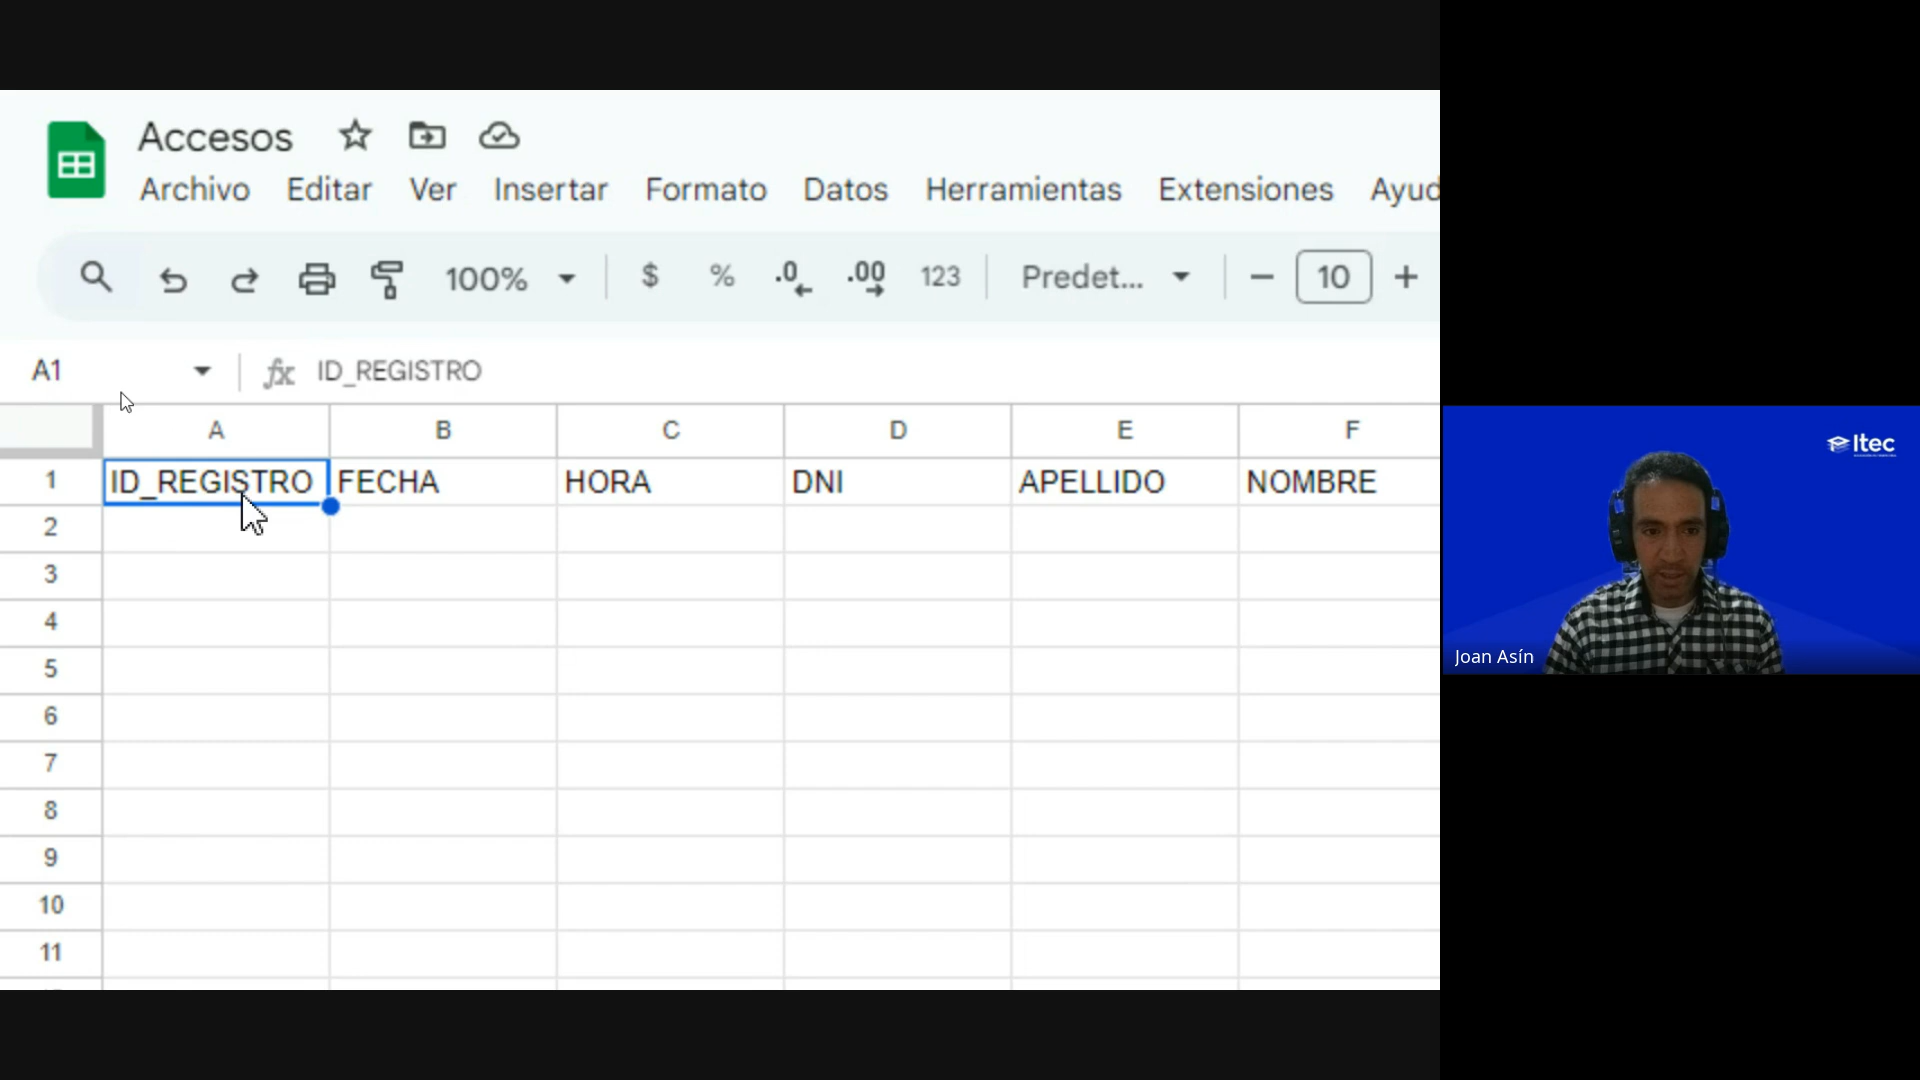 Accesos
Archivo Editar Ver Insertar Formato Datos Herramientas Extensiones Ayud
100% $ % .0 .00 123 Predet... − 10 +
A1 fx ID_REGISTRO
A B C D E F
1 ID_REGISTRO FECHA HORA DNI APELLIDO NOMBRE
2
3
4
5
6
7
8
9
10
11
Itec
Joan Asín